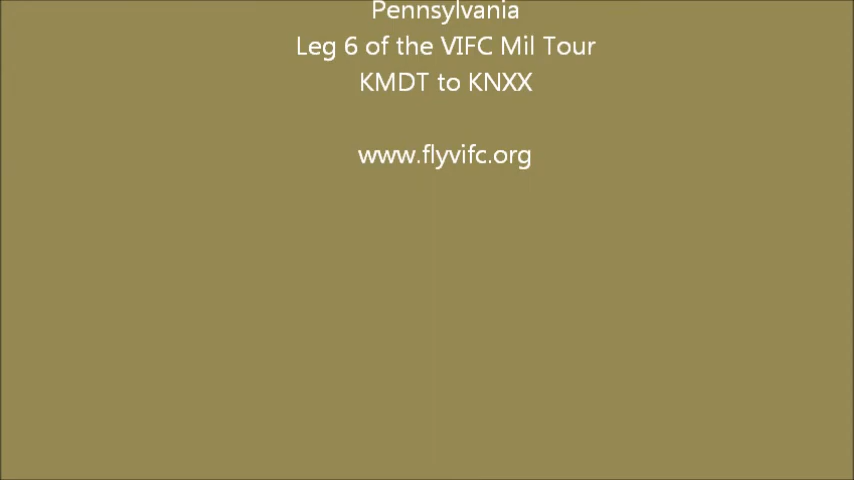 Pennsylvania
Leg 6 of the VIFC Mil Tour
KMDT to KNXX
www.flyvifc.org